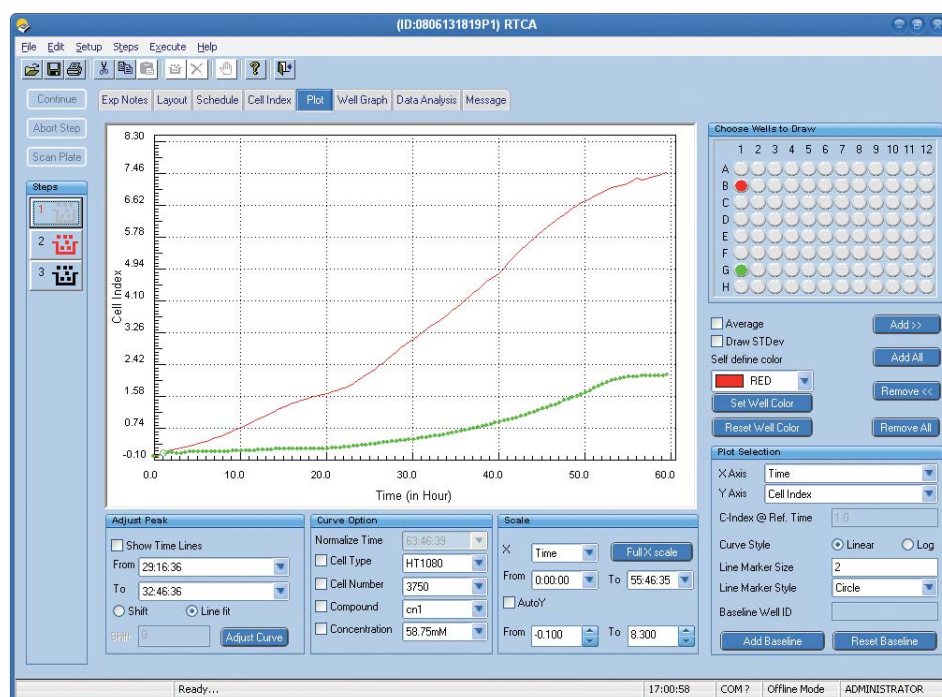 (ID:0806131819P1) RTCA
File Edit Setup Steps Execute Help
Continue
Abort Step
Scan Plate
Steps
1
2
3
Exp Notes Layout Schedule Cell Index Plot Well Graph Data Analysis Message
8.30
7.46
6.62
5.78
4.94
4.10
3.26
2.42
1.58
0.74
-0.10
Cell Index
0.0 10.0 20.0 30.0 40.0 50.0 60.0
Time (in Hour)
Choose Wells to Draw
1 2 3 4 5 6 7 8 9 10 11 12
A
B
C
D
E
F
G
H
Average
Draw STDev
Self define color
RED
Set Well Color
Reset Well Color
Add >>
Add All
Remove <<
Remove All
Plot Selection
X Axis Time
Y Axis Cell Index
C-Index @ Ref. Time 1.0
Curve Style Linear Log
Line Marker Size 2
Line Marker Style Circle
Baseline Well ID
Add Baseline Reset Baseline
Adjust Peak
Show Time Lines
From 29:16:36
To 32:46:36
Shift Line fit
Shift: 0 Adjust Curve
Curve Option
Normalize Time 63:46:39
Cell Type HT1080
Cell Number 3750
Compound cn1
Concentration 58.75mM
Scale
X Time Full X scale
From 0:00:00 To 55:46:35
AutoY
From -0.100 To 8.300
Ready... 17:00:58 COM ? Offline Mode ADMINISTRATOR